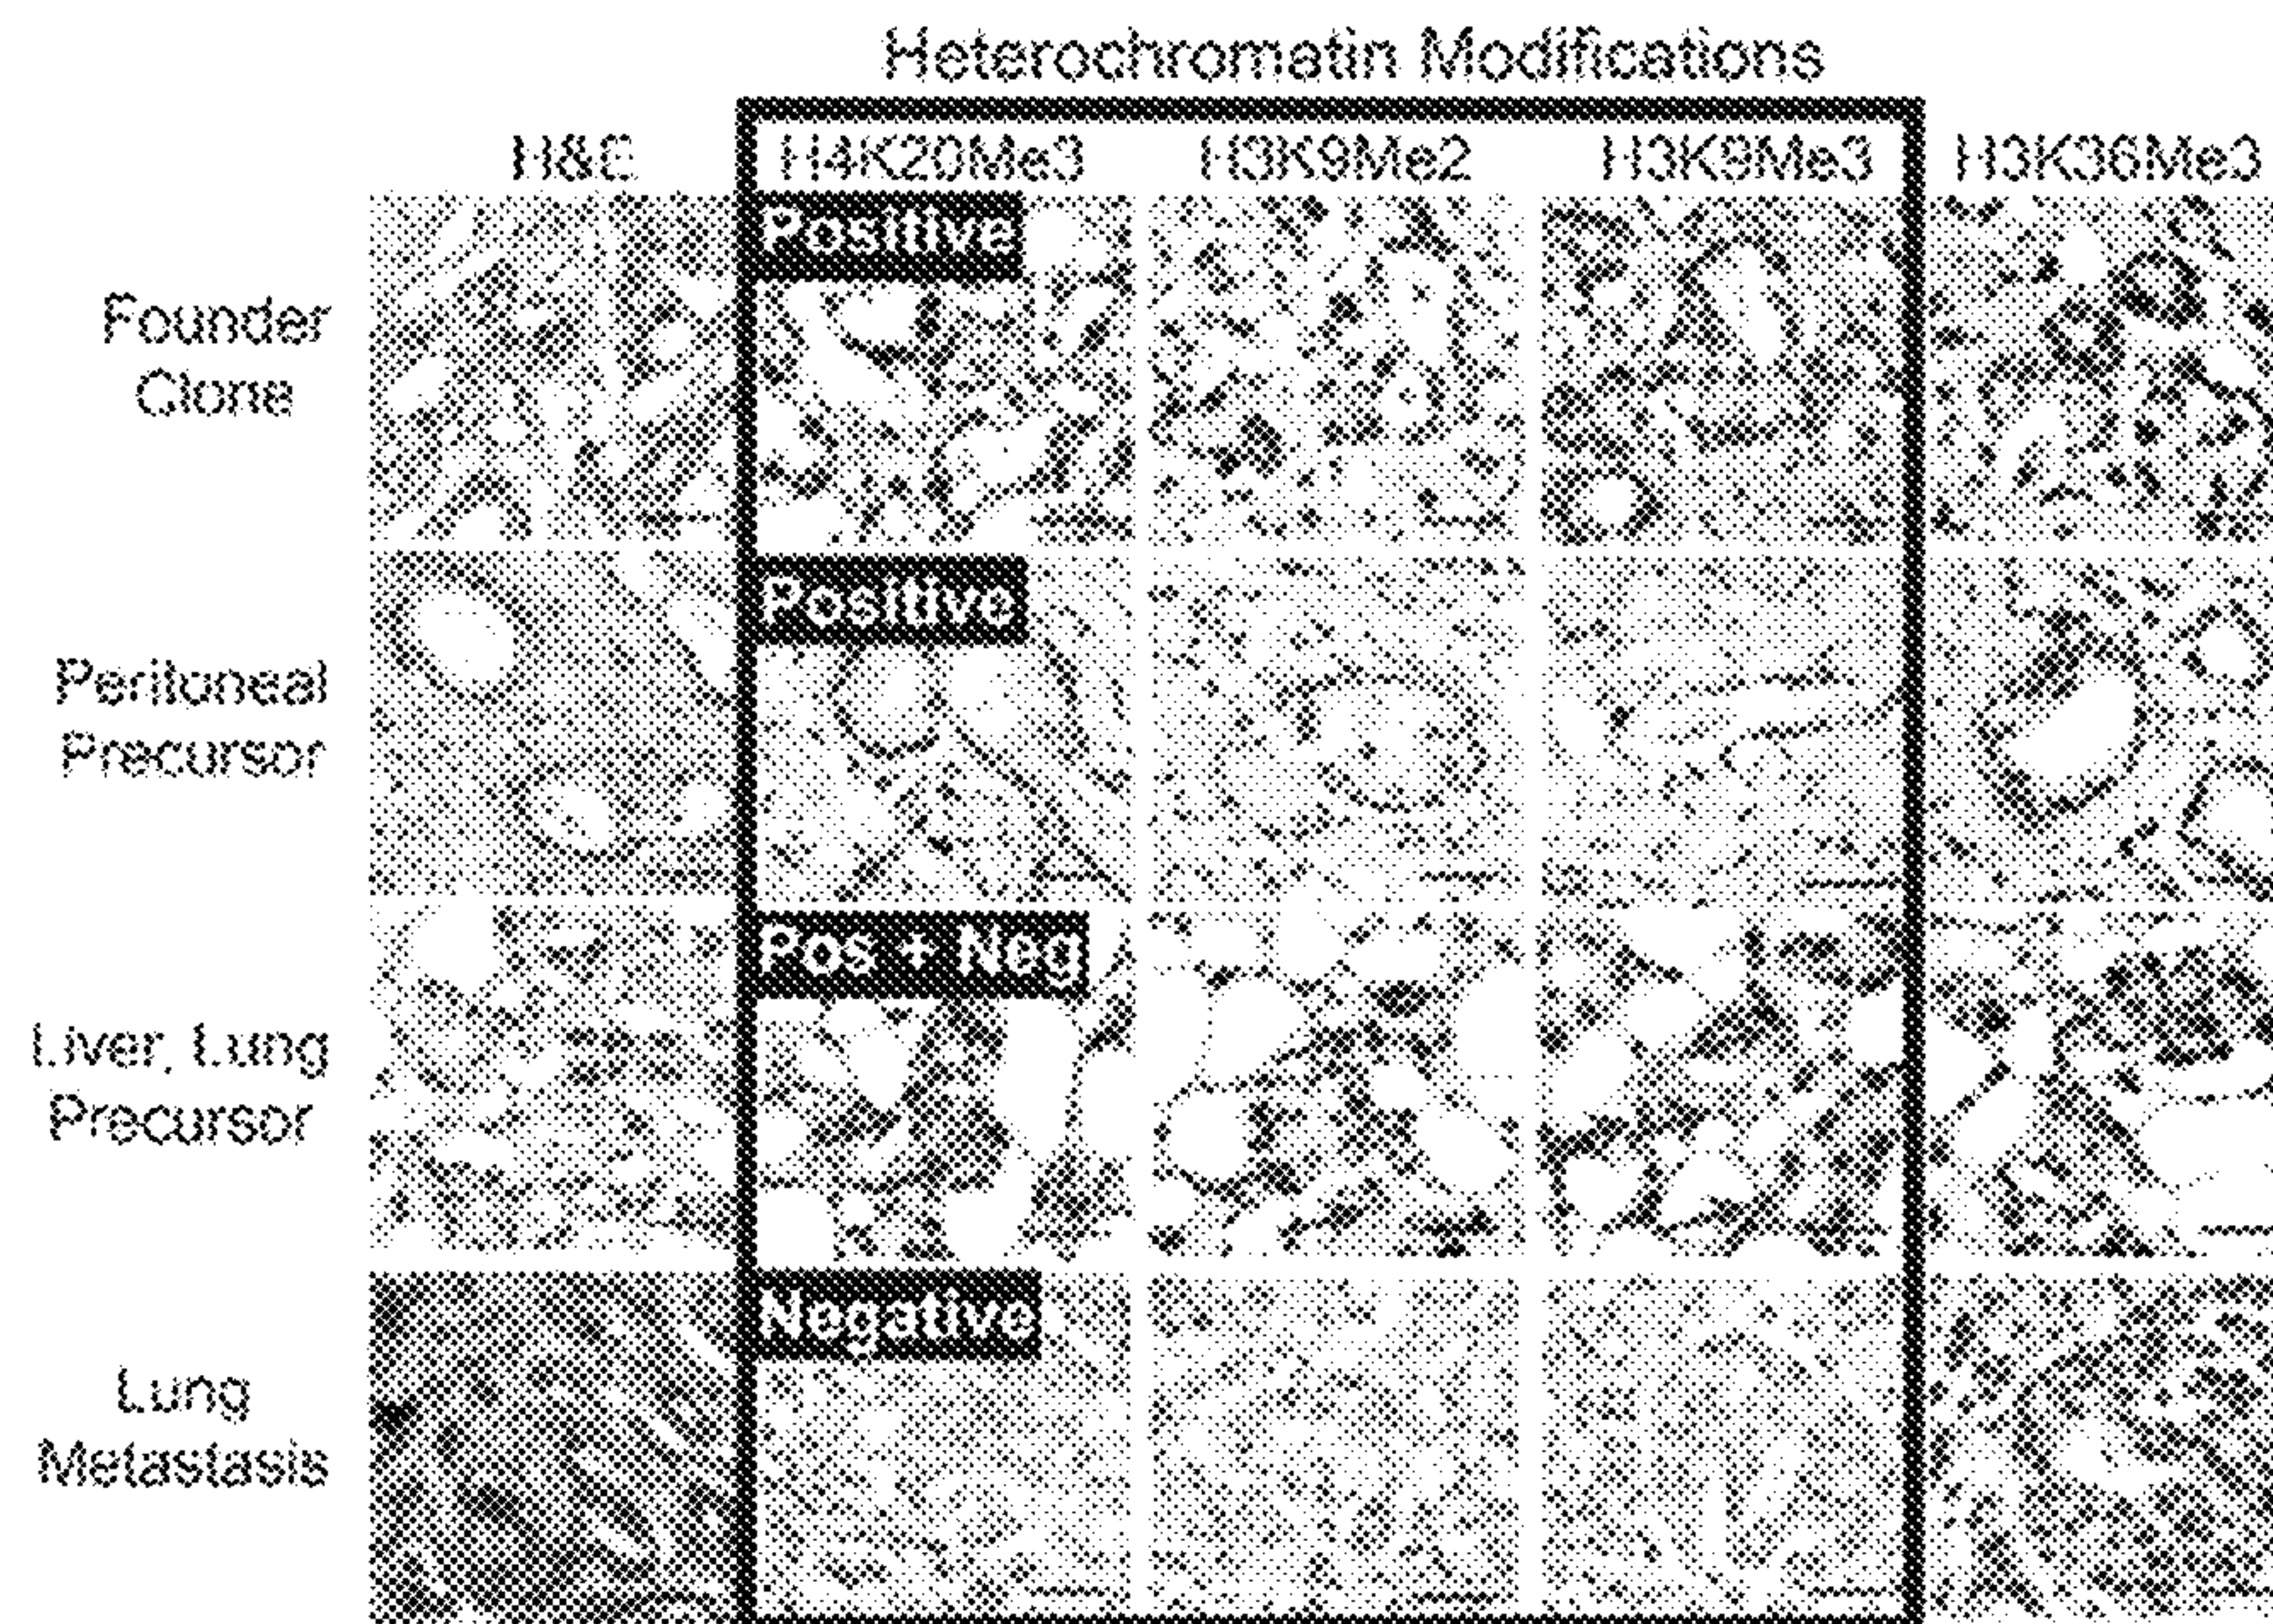 Heterochromatin Modifications
H&E H4K20Me3 H3K9Me2 H3K9Me3 H3K36Me3
Positive
Founder
Clone
Positive
Peritoneal
Precursor
Pos + Neg
Liver, Lung
Precursor
Negative
Lung
Metastasis